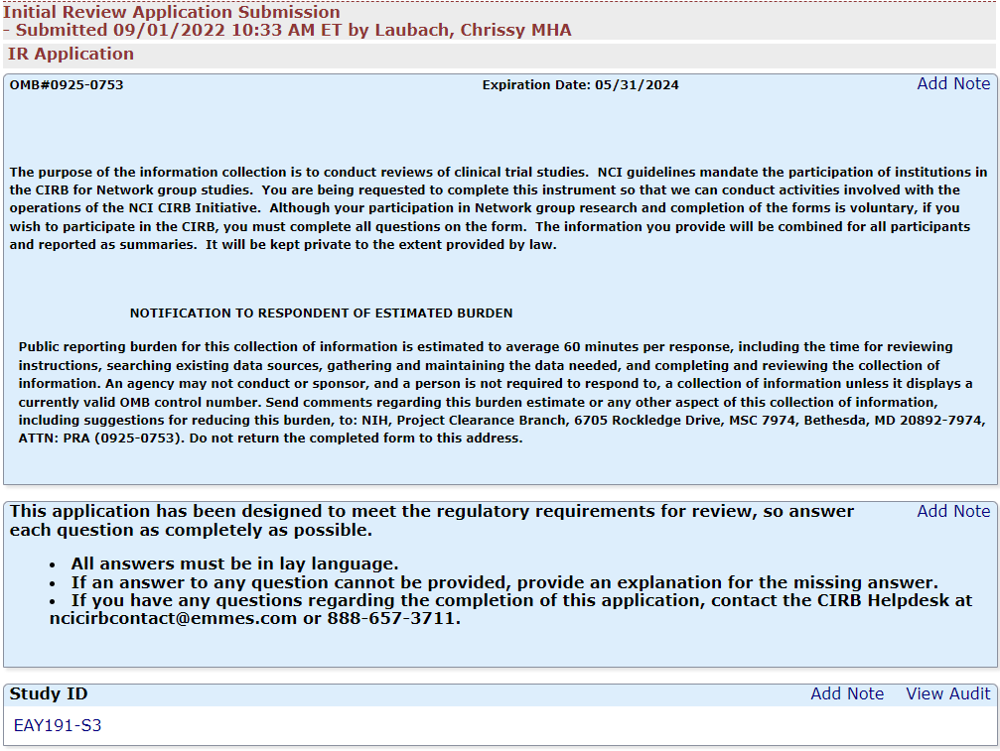 Initial Review Application Submission
- Submitted 09/01/2022 10:33 AM ET by Laubach, Chrissy MHA
IR Application
OMB#0925-0753 Expiration Date: 05/31/2024 Add Note
The purpose of the information collection is to conduct reviews of clinical trial studies.  NCI guidelines mandate the participation of institutions in
the CIRB for Network group studies.  You are being requested to complete this instrument so that we can conduct activities involved with the
operations of the NCI CIRB Initiative.  Although your participation in Network group research and completion of the forms is voluntary, if you
wish to participate in the CIRB, you must complete all questions on the form.  The information you provide will be combined for all participants
and reported as summaries.  It will be kept private to the extent provided by law.
NOTIFICATION TO RESPONDENT OF ESTIMATED BURDEN
Public reporting burden for this collection of information is estimated to average 60 minutes per response, including the time for reviewing
instructions, searching existing data sources, gathering and maintaining the data needed, and completing and reviewing the collection of
information. An agency may not conduct or sponsor, and a person is not required to respond to, a collection of information unless it displays a
currently valid OMB control number. Send comments regarding this burden estimate or any other aspect of this collection of information,
including suggestions for reducing this burden, to: NIH, Project Clearance Branch, 6705 Rockledge Drive, MSC 7974, Bethesda, MD 20892-7974,
ATTN: PRA (0925-0753). Do not return the completed form to this address.
This application has been designed to meet the regulatory requirements for review, so answer Add Note
each question as completely as possible.
• All answers must be in lay language.
• If an answer to any question cannot be provided, provide an explanation for the missing answer.
• If you have any questions regarding the completion of this application, contact the CIRB Helpdesk at
ncicirbcontact@emmes.com or 888-657-3711.
Study ID Add Note View Audit
EAY191-S3